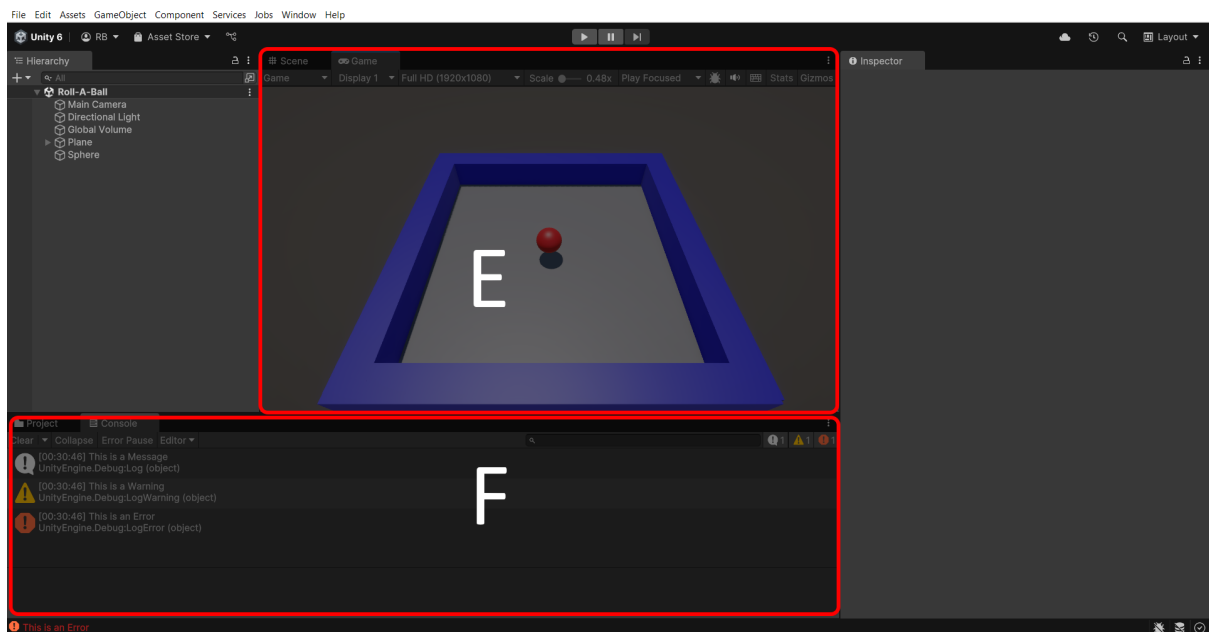 File Edit Assets GameObject Component Services Jobs Window Help
Unity 6 RB Asset Store Layout
Hierarchy
All
Roll-A-Ball
Main Camera
Directional Light
Global Volume
Plane
Sphere
Scene Game
Game Display 1 Full HD (1920x1080) Scale 0.48x Play Focused Stats Gizmos
E
Inspector
Project Console
Clear Collapse Error Pause Editor 1 1 1
[00:30:46] This is a Message
UnityEngine.Debug:Log (object)
[00:30:46] This is a Warning
UnityEngine.Debug:LogWarning (object)
[00:30:46] This is an Error
UnityEngine.Debug:LogError (object)
F
This is an Error